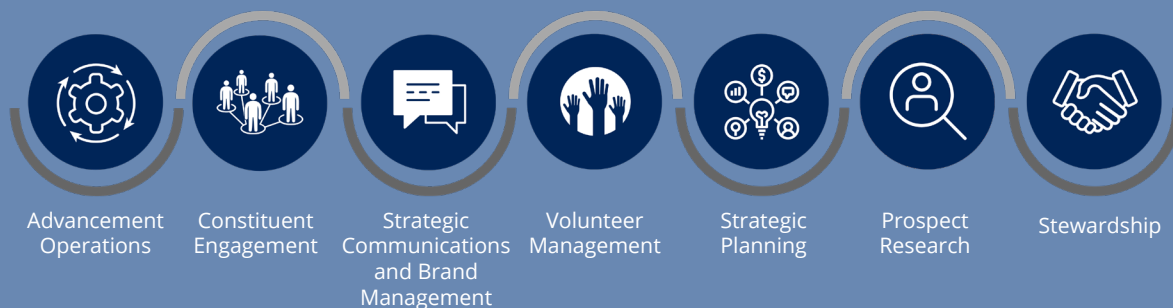 Advancement
Operations
Constituent
Engagement
Strategic
Communications
and Brand
Management
Volunteer
Management
Strategic
Planning
Prospect
Research
Stewardship
$